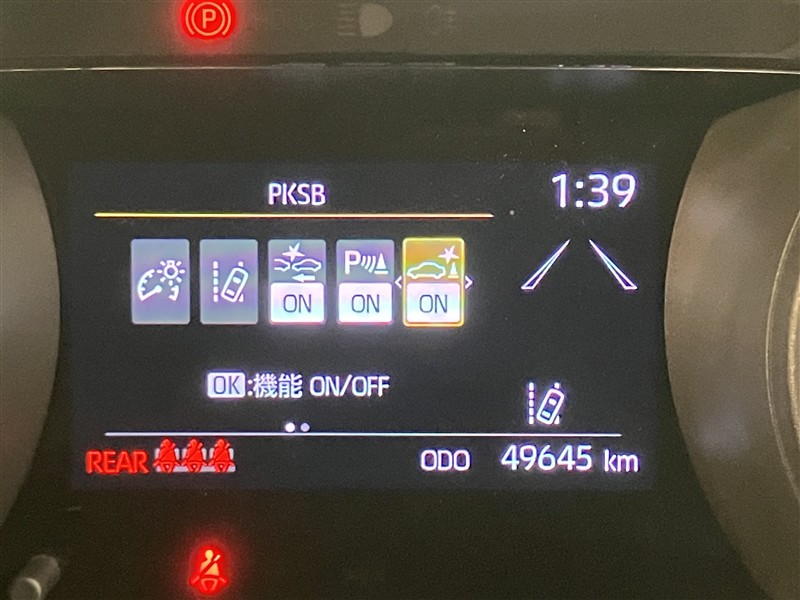 P
PKSB
1:39
P
ON ON ON
OK:機能 ON/OFF
REAR
ODO 49645 km